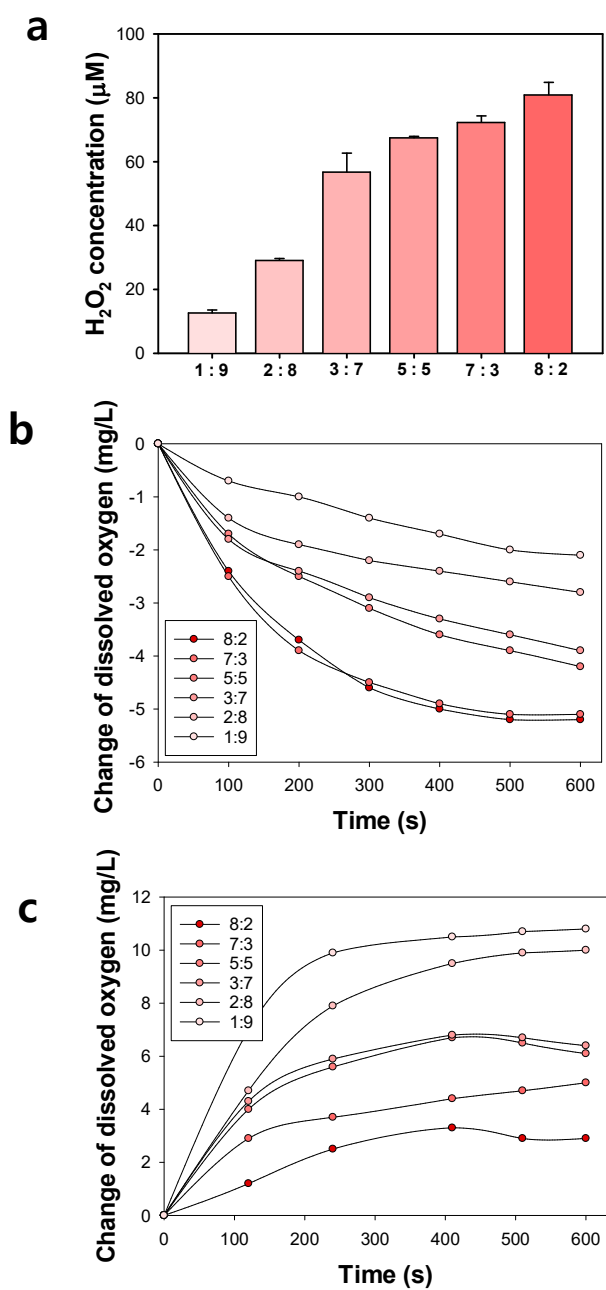 a
H₂O₂ concentration (μM)
100
80
60
40
20
0
1 : 9 2 : 8 3 : 7 5 : 5 7 : 3 8 : 2
b
Change of dissolved oxygen (mg/L)
0
-1
-2
-3
-4
-5
-6
8:2
7:3
5:5
3:7
2:8
1:9
0 100 200 300 400 500 600
Time (s)
c
Change of dissolved oxygen (mg/L)
12
10
8
6
4
2
0
8:2
7:3
5:5
3:7
2:8
1:9
0 100 200 300 400 500 600
Time (s)